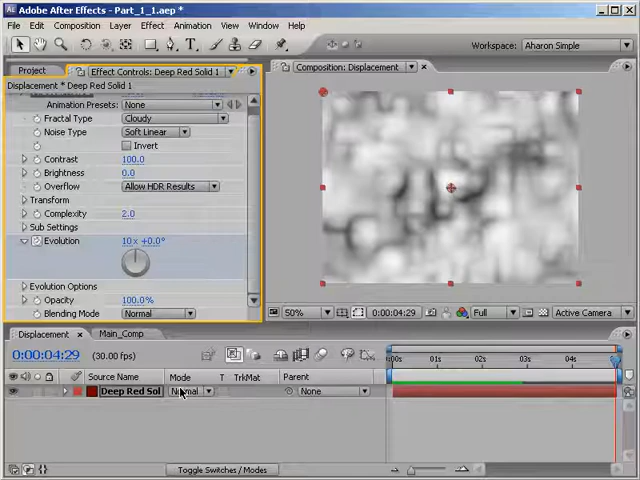 Adobe After Effects - Part_1_1.aep *
File Edit Composition Layer Effect Animation View Window Help
Workspace: Aharon Simple
Project Effect Controls: Deep Red Solid 1
Composition: Displacement
Displacement * Deep Red Solid 1
Animation Presets: None
Fractal Type Cloudy
Noise Type Soft Linear
Invert
Contrast 100.0
Brightness 0.0
Overflow Allow HDR Results
Transform
Complexity 2.0
Sub Settings
Evolution 10x +0.0°
Evolution Options
Opacity 100.0%
Blending Mode Normal
50% 0:00:04:29 Full Active Camera
Displacement Main_Comp
0:00:04:29 (30.00 fps)
00s 01s 02s 03s 04s
Source Name Mode T TrkMat Parent
Deep Red Sol Normal None
Toggle Switches / Modes